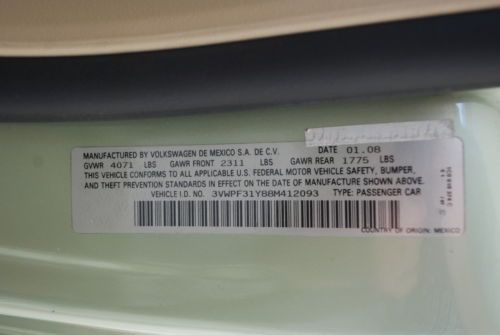 MANUFACTURED BY VOLKSWAGEN DE MEXICO S.A. DE C.V. DATE 01.08
GVWR 4071 LBS GAWR FRONT 2311 LBS GAWR REAR 1775 LBS
THIS VEHICLE CONFORMS TO ALL APPLICABLE U.S. FEDERAL MOTOR VEHICLE SAFETY, BUMPER,
AND THEFT PREVENTION STANDARDS IN EFFECT ON THE DATE OF MANUFACTURE SHOWN ABOVE.
VEHICLE I.D. NO. 3VWPF31Y88M412093 TYPE: PASSENGER CAR
COUNTRY OF ORIGIN: MEXICO